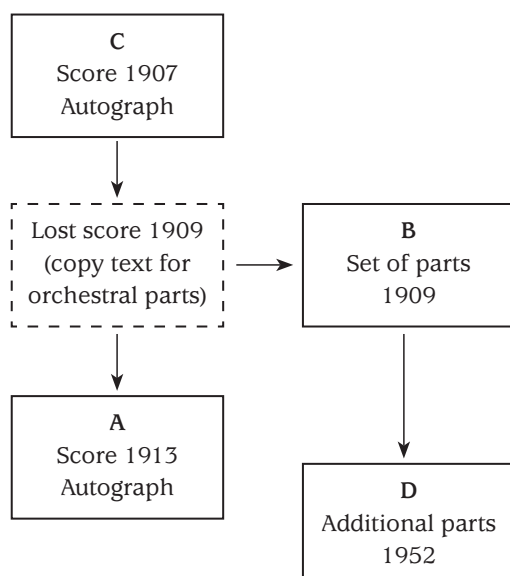 C
Score 1907
Autograph
Lost score 1909
(copy text for
orchestral parts)
B
Set of parts
1909
A
Score 1913
Autograph
D
Additional parts
1952